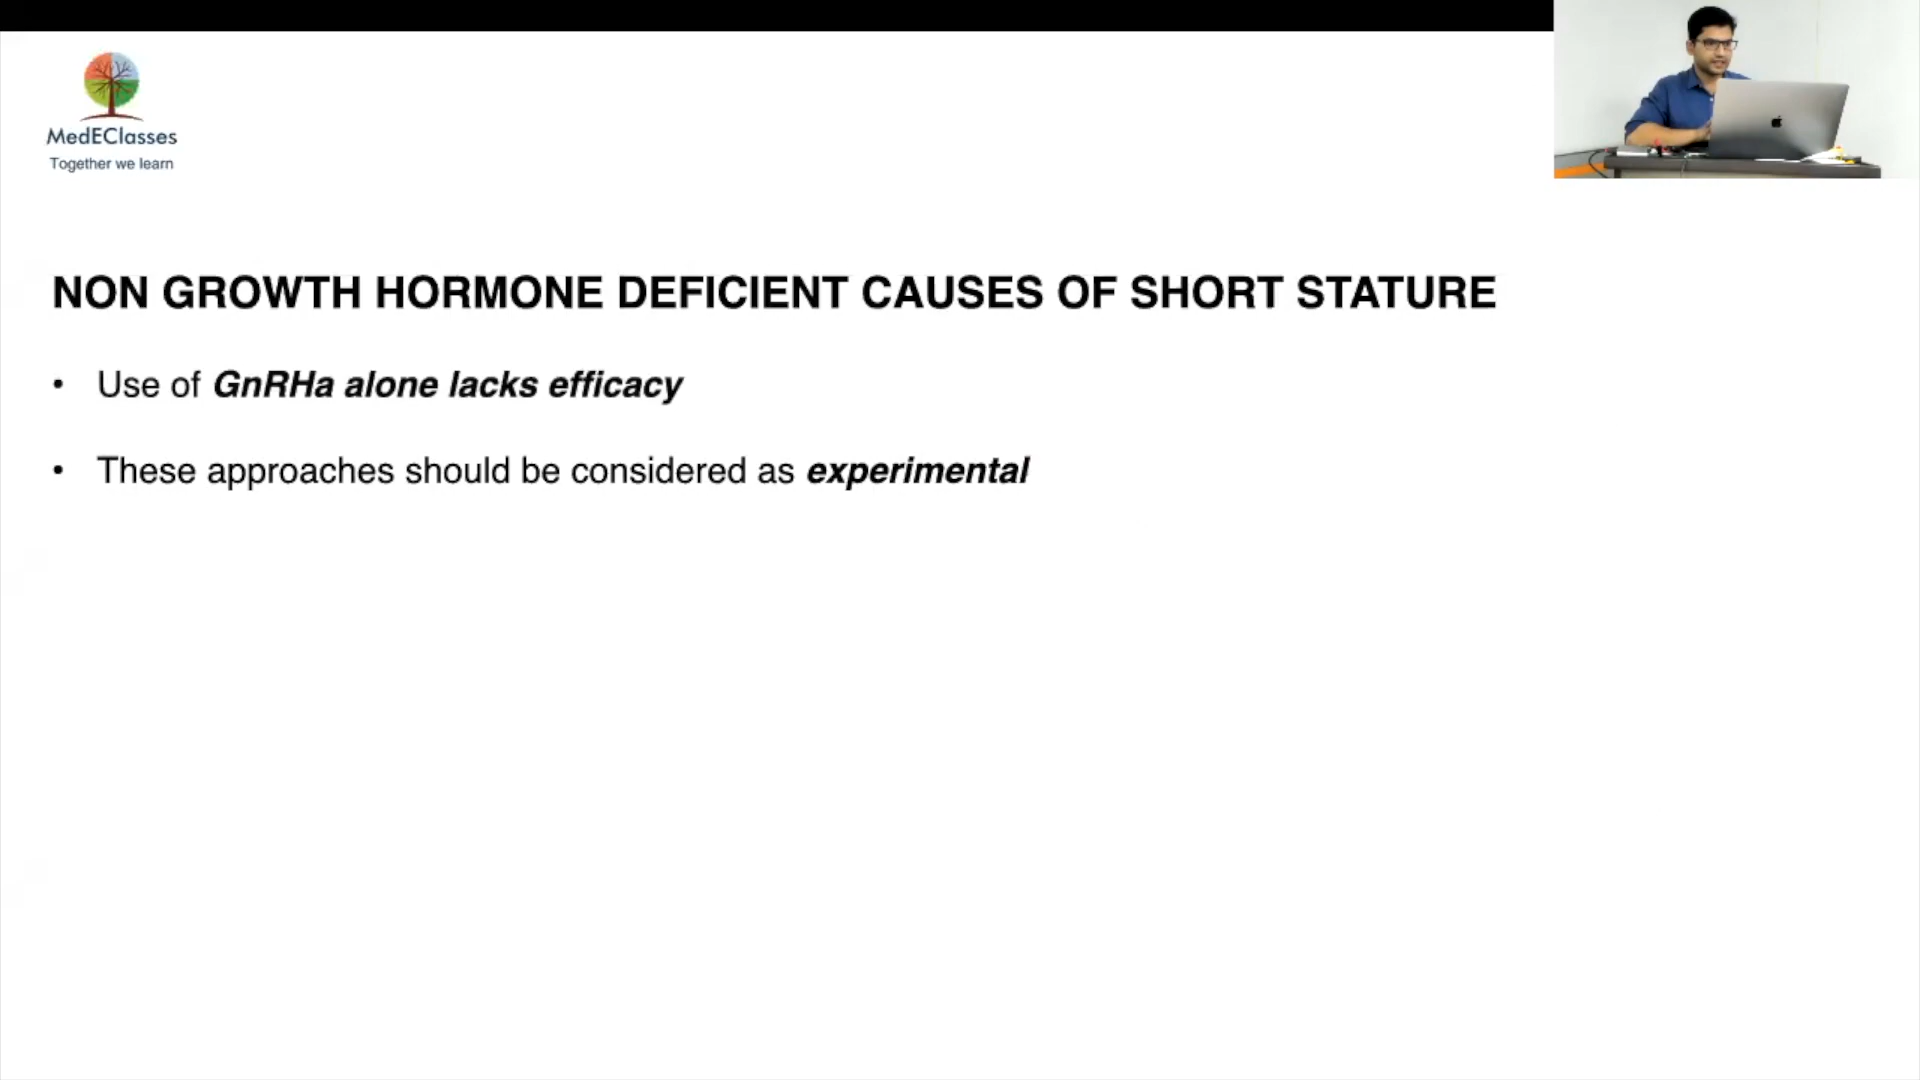 MedEClasses
Together we learn
NON GROWTH HORMONE DEFICIENT CAUSES OF SHORT STATURE
• Use of GnRHa alone lacks efficacy
• These approaches should be considered as experimental